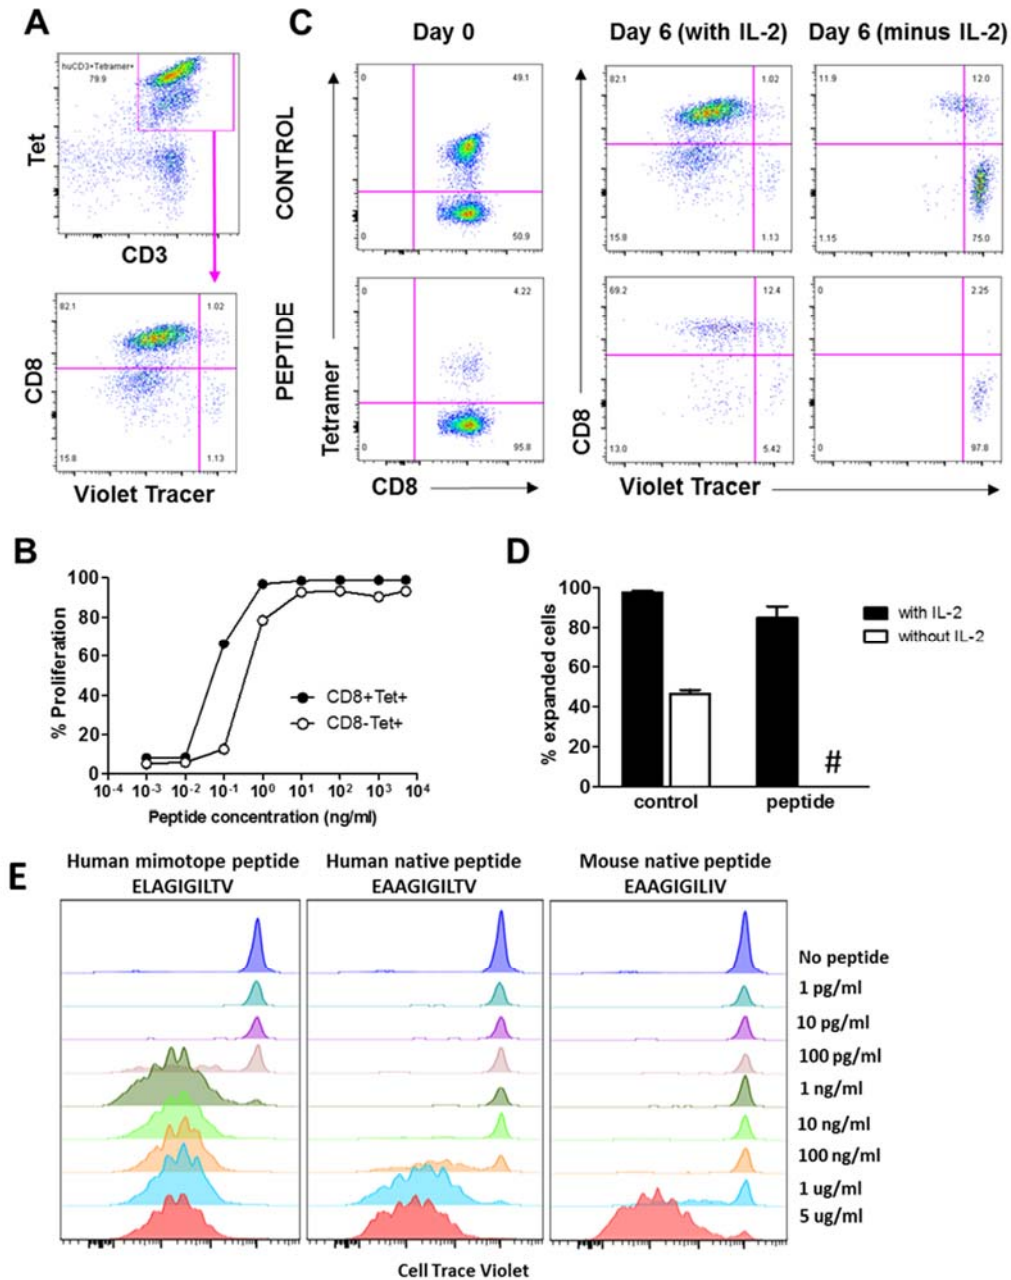 A
huCD3+Tetramer+
79.9
Tet
CD3
82.1
1.02
CD8
15.8
1.13
Violet Tracer
C
Day 0
Day 6 (with IL-2)
Day 6 (minus IL-2)
CONTROL
0
49.1
0
50.9
82.1
1.02
15.8
1.13
11.9
12.0
1.15
75.0
PEPTIDE
0
4.22
0
95.8
69.2
12.4
13.0
5.42
0
2.25
0
97.8
Tetramer
CD8
CD8
Violet Tracer
B
% Proliferation
100
80
60
40
20
0
10-4 10-3 10-2 10-1 100 101 102 103 104
Peptide concentration (ng/ml)
CD8+Tet+
CD8-Tet+
D
% expanded cells
100
80
60
40
20
0
#
control peptide
with IL-2
without IL-2
E
Human mimotope peptide
ELAGIGILTV
Human native peptide
EAAGIGILTV
Mouse native peptide
EAAGIGILIV
No peptide
1 pg/ml
10 pg/ml
100 pg/ml
1 ng/ml
10 ng/ml
100 ng/ml
1 ug/ml
5 ug/ml
Cell Trace Violet